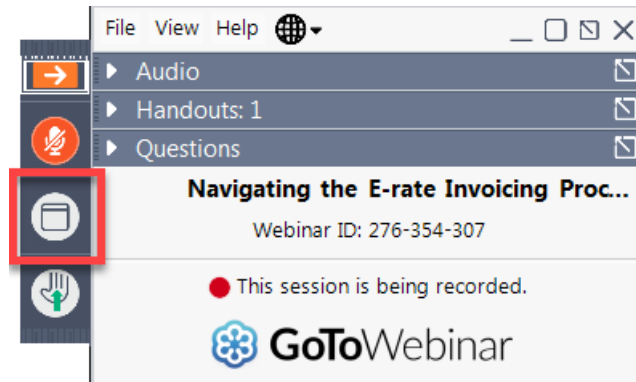 File View Help
Audio
Handouts: 1
Questions
Navigating the E-rate Invoicing Proc...
Webinar ID: 276-354-307
This session is being recorded.
GoToWebinar